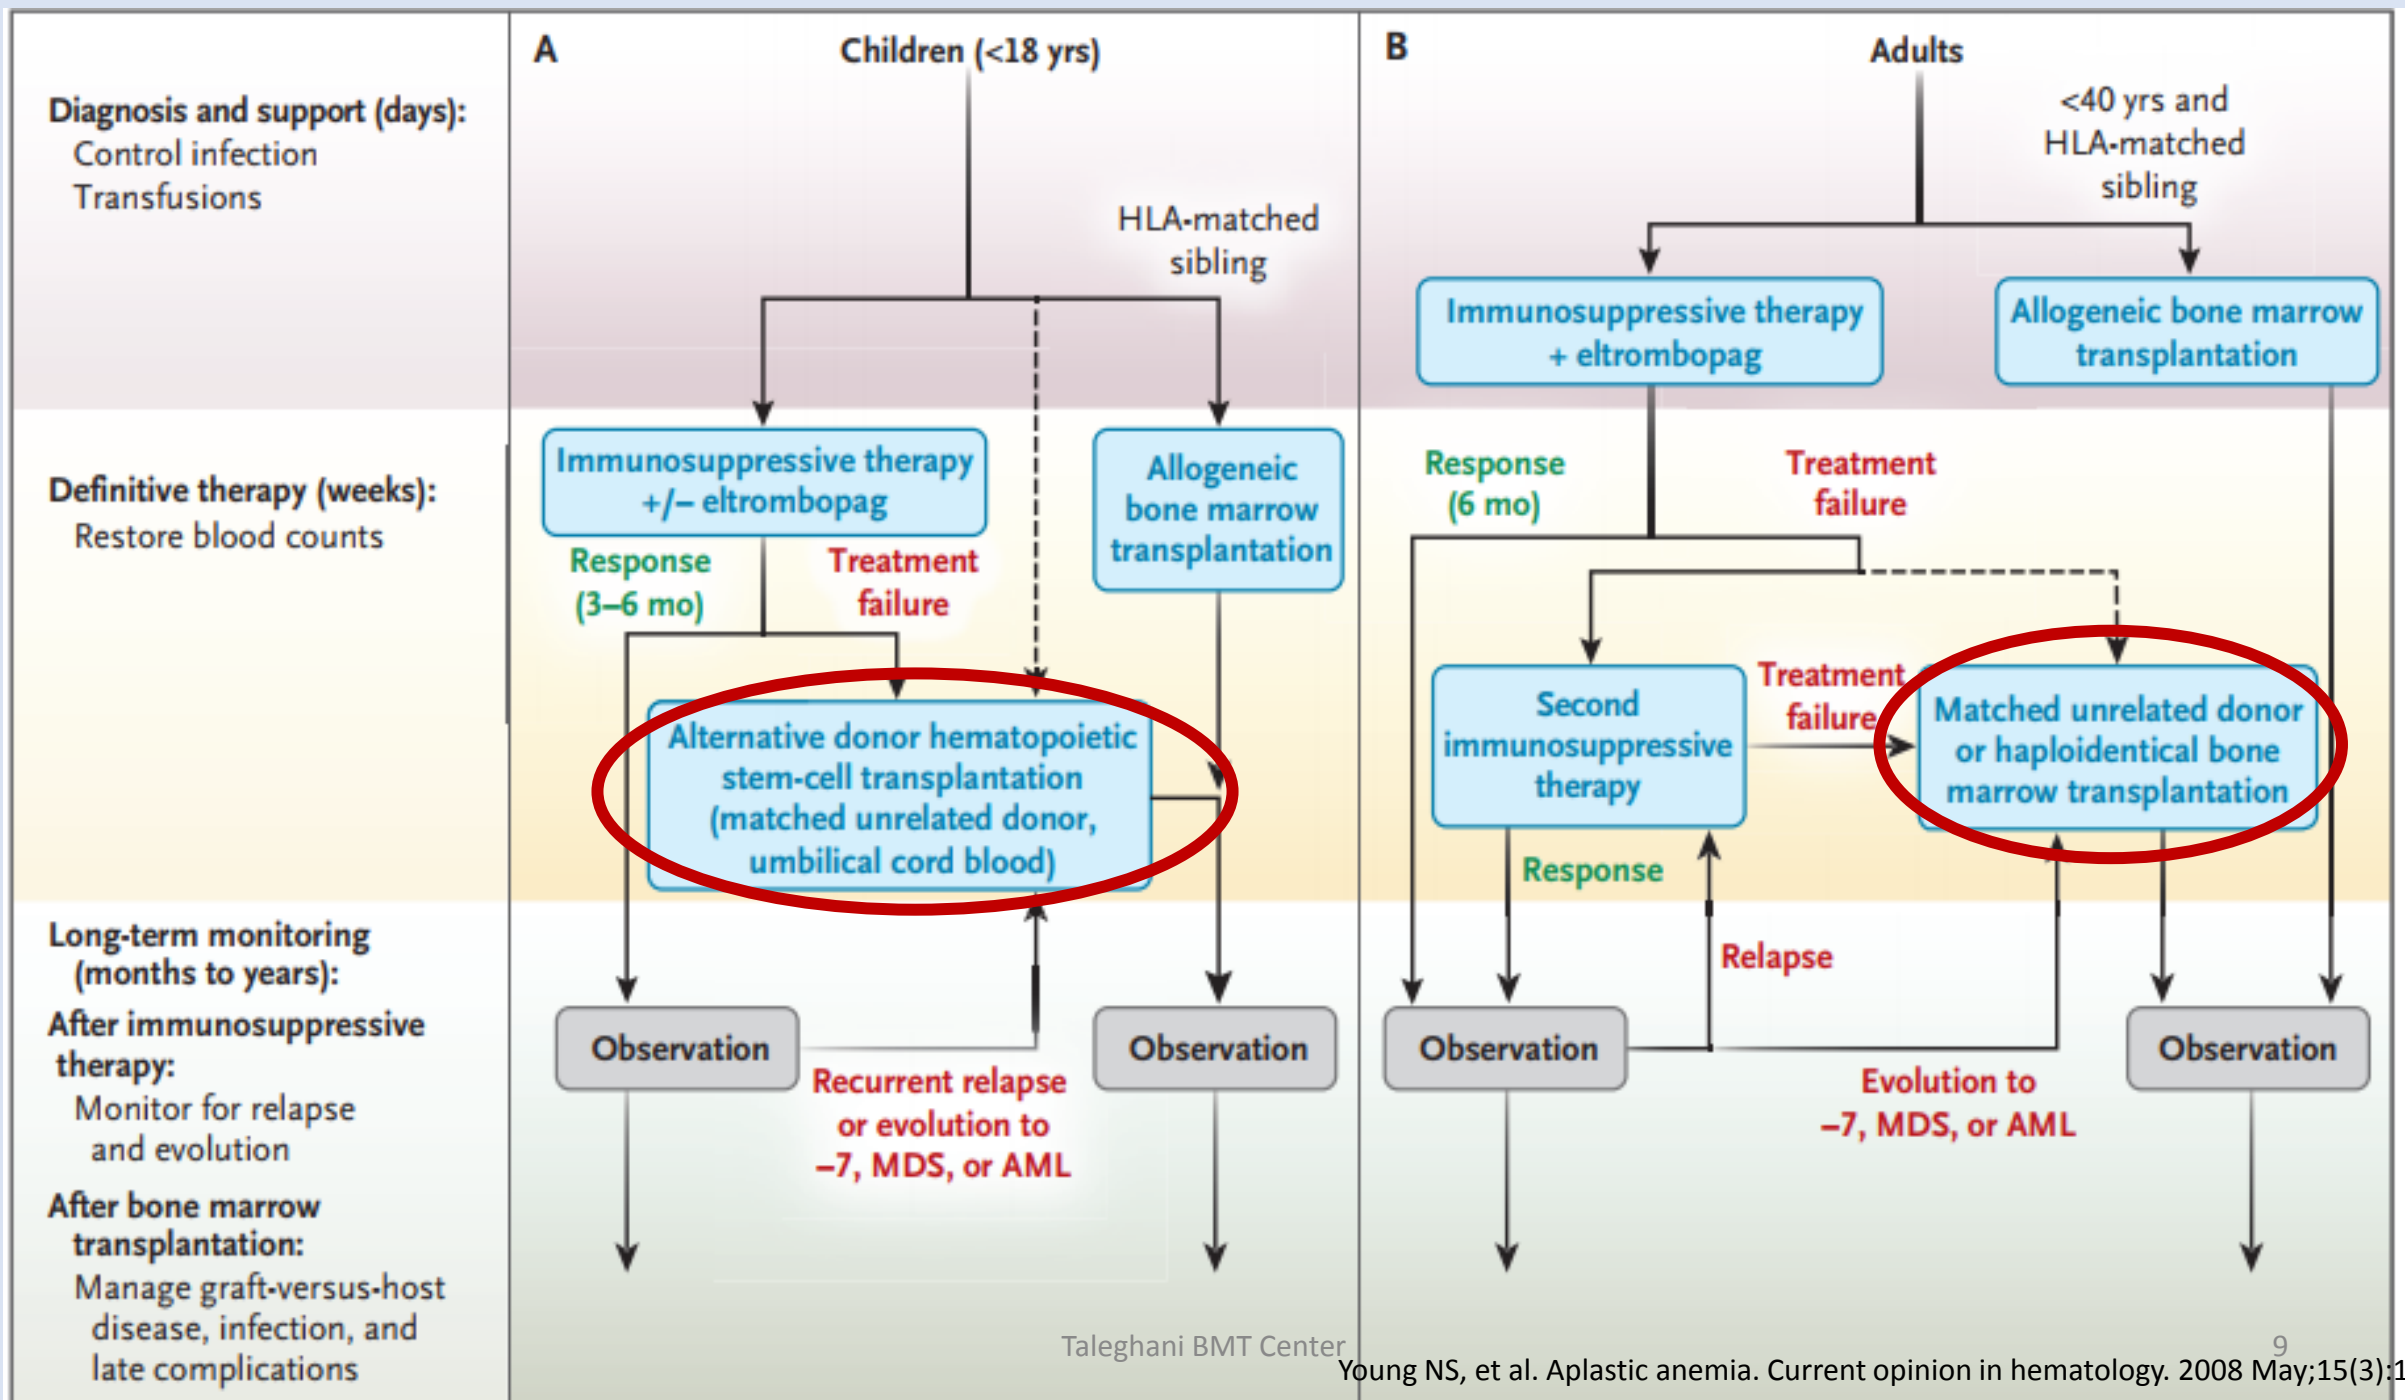 Diagnosis and support (days):
Control infection
Transfusions
Definitive therapy (weeks):
Restore blood counts
Long-term monitoring
(months to years):
After immunosuppressive
therapy:
Monitor for relapse
and evolution
After bone marrow
transplantation:
Manage graft-versus-host
disease, infection, and
late complications
A
Children (<18 yrs)
HLA-matched
sibling
Immunosuppressive therapy
+/– eltrombopag
Allogeneic
bone marrow
transplantation
Response
(3–6 mo)
Treatment
failure
Alternative donor hematopoietic
stem-cell transplantation
(matched unrelated donor,
umbilical cord blood)
Observation
Recurrent relapse
or evolution to
–7, MDS, or AML
Observation
B
Adults
<40 yrs and
HLA-matched
sibling
Immunosuppressive therapy
+ eltrombopag
Allogeneic bone marrow
transplantation
Response
(6 mo)
Treatment
failure
Second
immunosuppressive
therapy
Treatment
failure
Matched unrelated donor
or haploidentical bone
marrow transplantation
Response
Relapse
Observation
Evolution to
–7, MDS, or AML
Observation
Taleghani BMT Center
9
Young NS, et al. Aplastic anemia. Current opinion in hematology. 2008 May;15(3):1